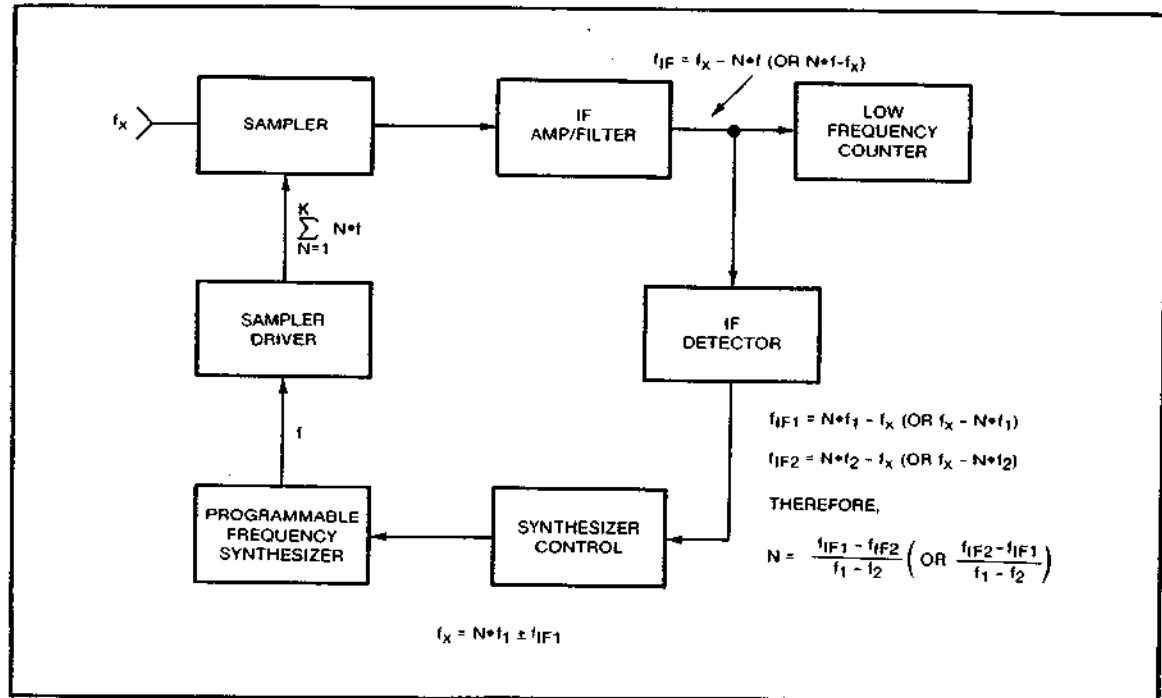 f_IF = f_x – N•f (OR N•f-f_x)
f_x
SAMPLER
IF
AMP/FILTER
LOW
FREQUENCY
COUNTER
K
∑ N•f
N=1
SAMPLER
DRIVER
IF
DETECTOR
f
f_IF1 = N•f_1 - f_x (OR f_x - N•f_1)
f_IF2 = N•f_2 - f_x (OR f_x - N•f_2)
THEREFORE,
N = (f_IF1 - f_IF2)/(f_1 - f_2) (OR (f_IF2 - f_IF1)/(f_1 - f_2))
PROGRAMMABLE
FREQUENCY
SYNTHESIZER
SYNTHESIZER
CONTROL
f_x = N•f_1 ± f_IF1